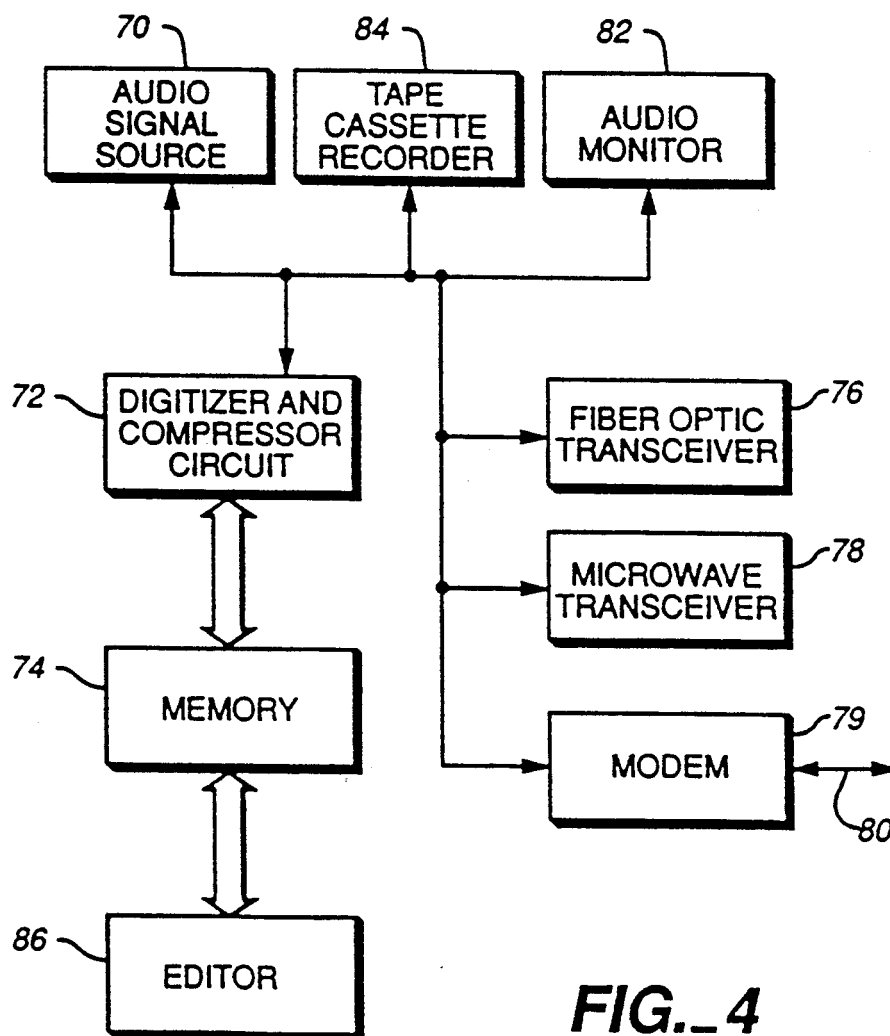 70
84
82
AUDIO
SIGNAL
SOURCE
TAPE
CASSETTE
RECORDER
AUDIO
MONITOR
72
DIGITIZER AND
COMPRESSOR
CIRCUIT
76
FIBER OPTIC
TRANSCEIVER
78
MICROWAVE
TRANSCEIVER
74
MEMORY
79
MODEM
80
86
EDITOR
FIG._4